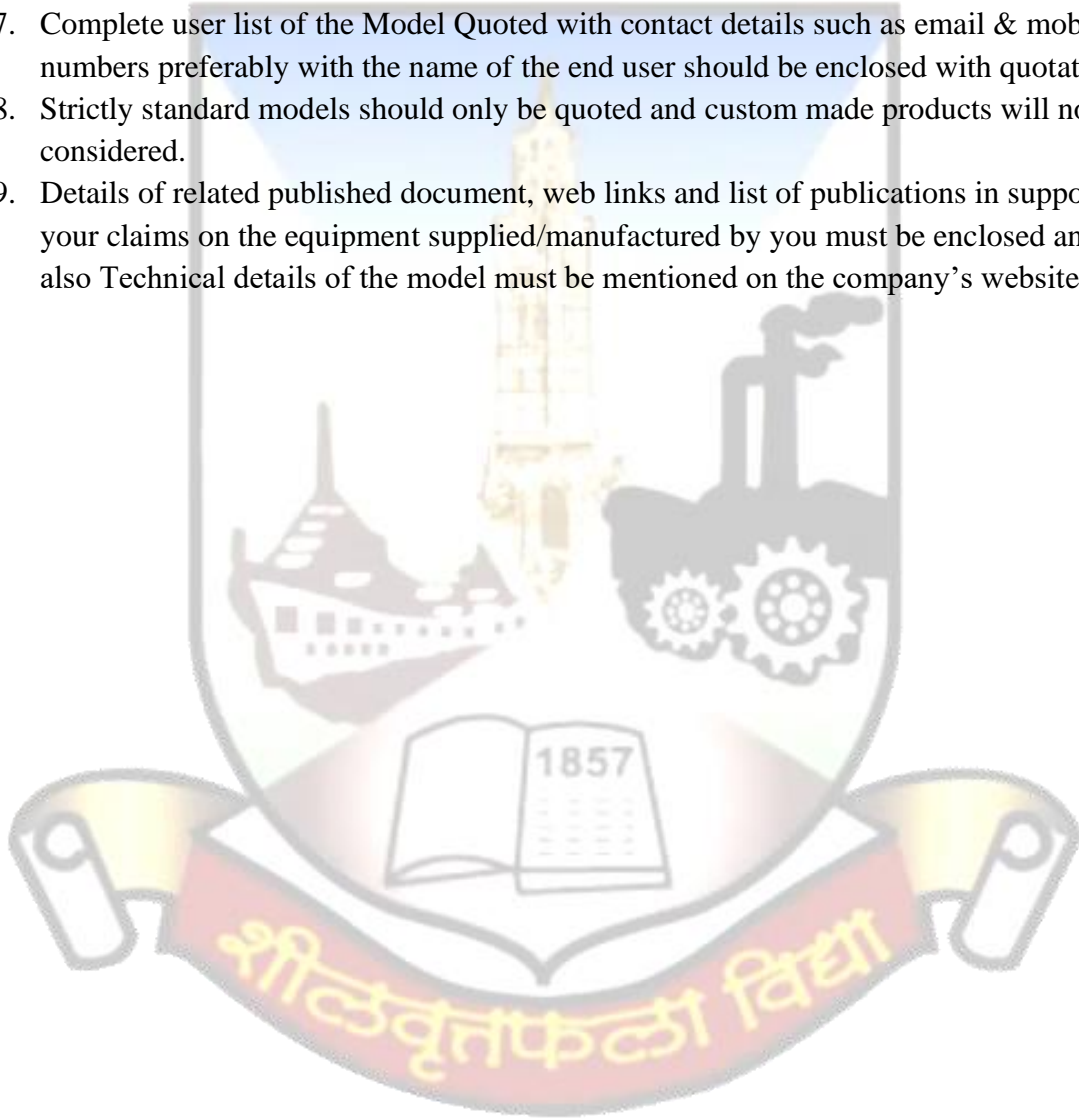 7. Complete user list of the Model Quoted with contact details such as email & mob
numbers preferably with the name of the end user should be enclosed with quotat
8. Strictly standard models should only be quoted and custom made products will no
considered.
9. Details of related published document, web links and list of publications in suppo
your claims on the equipment supplied/manufactured by you must be enclosed an
also Technical details of the model must be mentioned on the company’s website
1857
शीलवृतफला विद्या